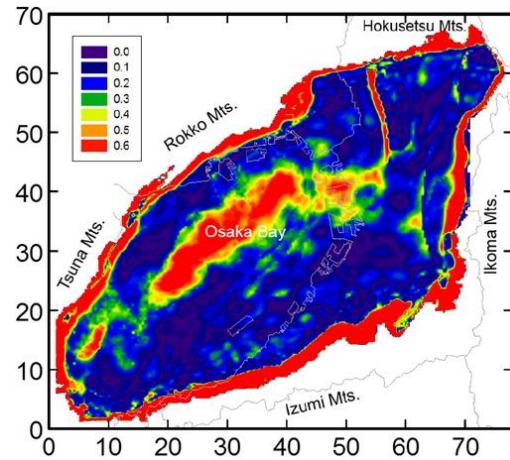 70
60
50
40
30
20
10
0
0 10 20 30 40 50 60 70
0.0
0.1
0.2
0.3
0.4
0.5
0.6
Hokusetsu Mts.
Rokko Mts.
Tsuna Mts.
Osaka Bay
Ikoma Mts.
Izumi Mts.